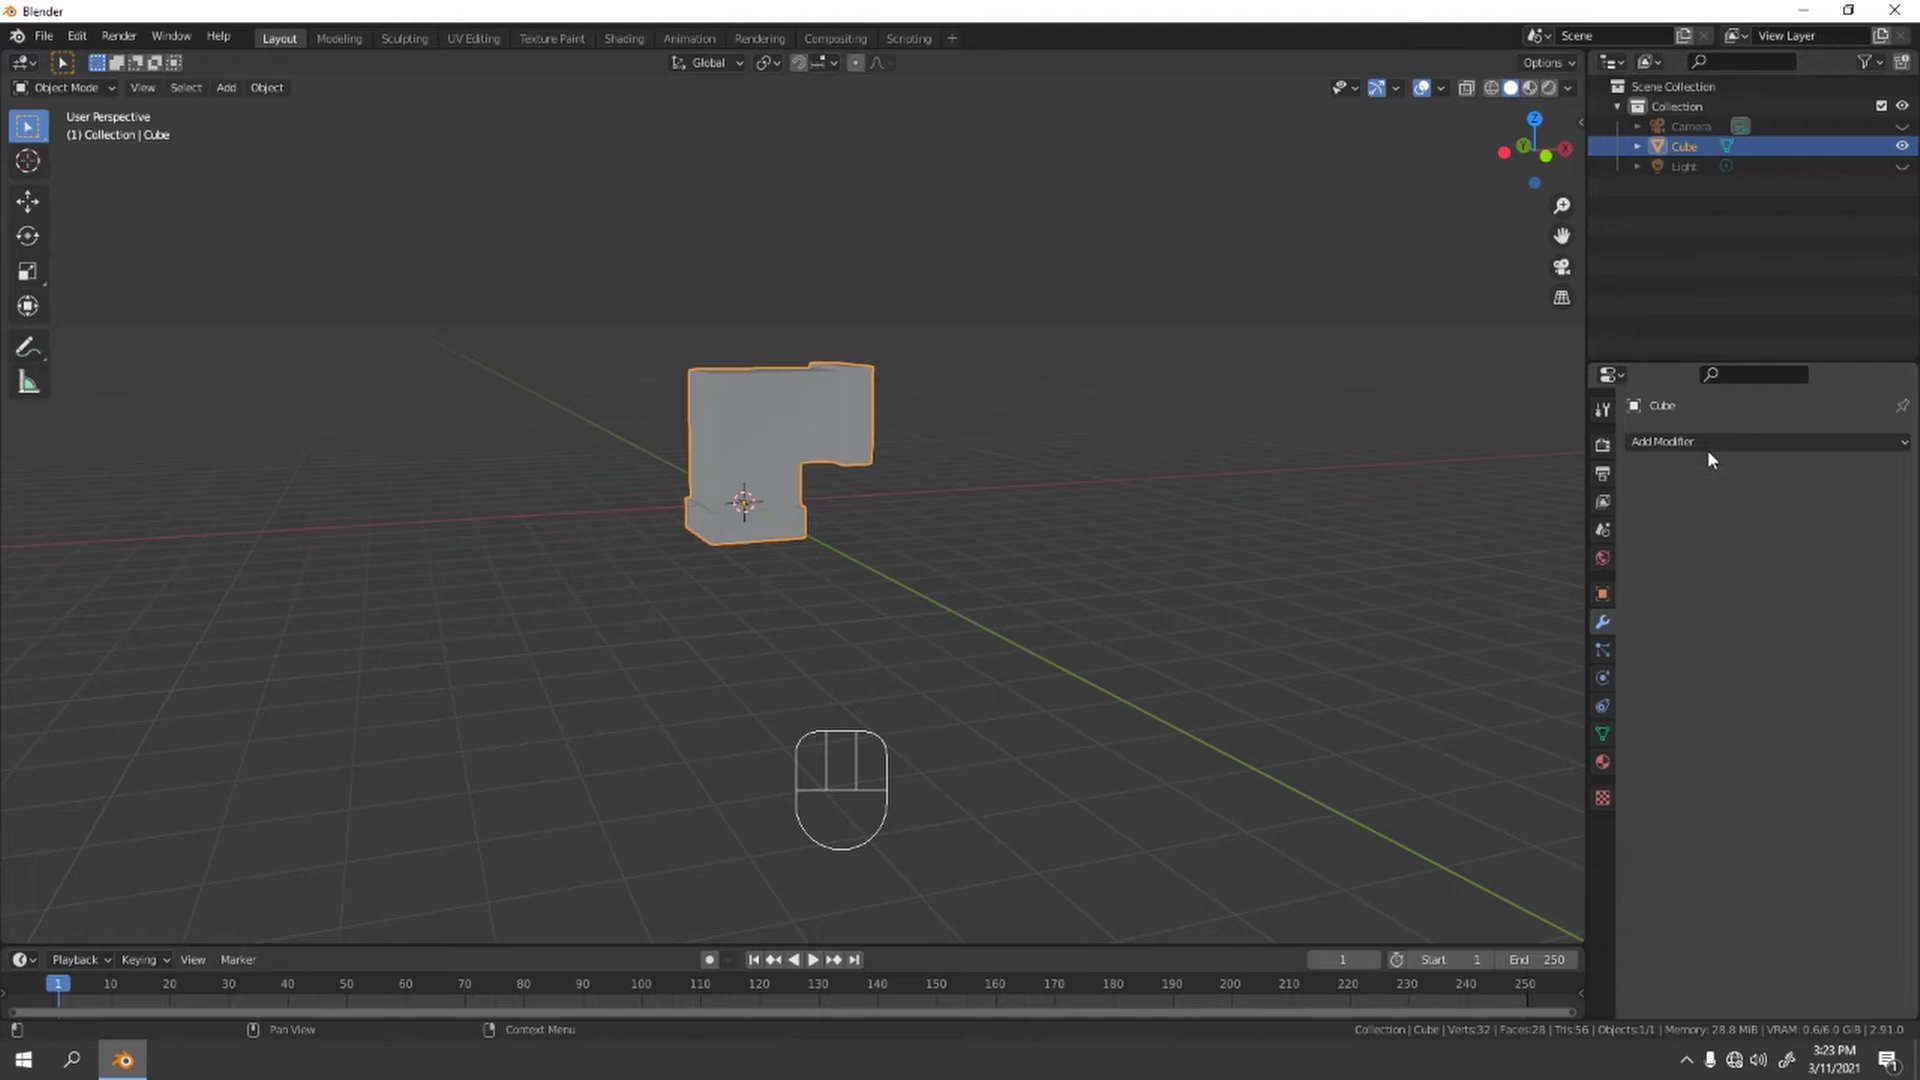 Blender
File Edit Render Window Help Layout Modeling Sculpting UV Editing Texture Paint Shading Animation Rendering Compositing Scripting + Scene View Layer
Global Options
Object Mode View Select Add Object
User Perspective
(1) Collection | Cube
Z
Y
X
Scene Collection
Collection
Camera
Cube
Light
Cube
Add Modifier
Playback Keying View Marker 1 Start 1 End 250
1 10 20 30 40 50 60 70 80 90 100 110 120 130 140 150 160 170 180 190 200 210 220 230 240 250
Pan View Context Menu Collection | Cube | Verts:32 | Faces:28 | Tris:56 | Objects:1/1 | Memory: 28.8 MiB | VRAM: 0.6/6.0 GiB | 2.91.0
3:23 PM
3/11/2021
1